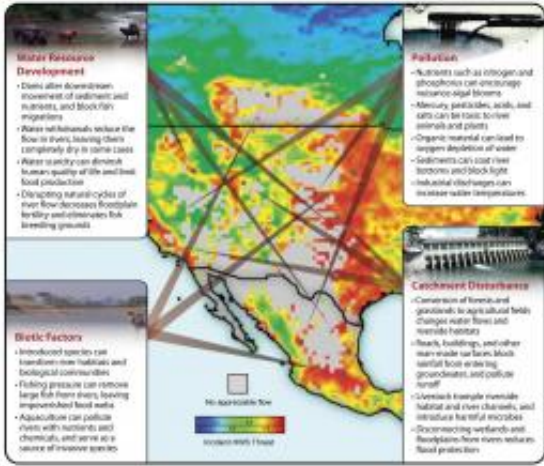 Water Resource
Development
• Dams alter downstream
movement of sediment and
nutrients, and block fish
migrations
• Water withdrawals reduce the
flow in rivers, leaving them
completely dry in some cases
• Water scarcity can diminish
human quality of life and limit
food production
• Disrupting natural cycles of
river flow decreases floodplain
fertility and eliminates fish
breeding grounds
Pollution
• Nutrients such as nitrogen and
phosphorus can encourage
nuisance algal blooms
• Mercury, pesticides, acids, and
salts can be toxic to river
animals and plants
• Organic material can lead to
oxygen depletion of water
• Sediments can coat river
bottoms and block light
• Industrial discharges can
increase water temperatures
Biotic Factors
• Introduced species can
transform river habitats and
biological communities
• Fishing pressure can remove
large fish from rivers, leaving
impoverished food webs
• Aquaculture can pollute
rivers with nutrients and
chemicals, and serve as a
source of invasive species
Catchment Disturbance
• Conversion of forests and
grasslands to agricultural fields
changes water flows and
riverside habitats
• Roads, buildings, and other
man-made surfaces block
rainfall from entering
groundwater, and pollute
runoff
• Livestock trample riverside
habitat and river channels, and
introduce harmful microbes
• Disconnecting wetlands and
floodplains from rivers reduces
flood protection
No appreciable flow
Incident HWS Threat